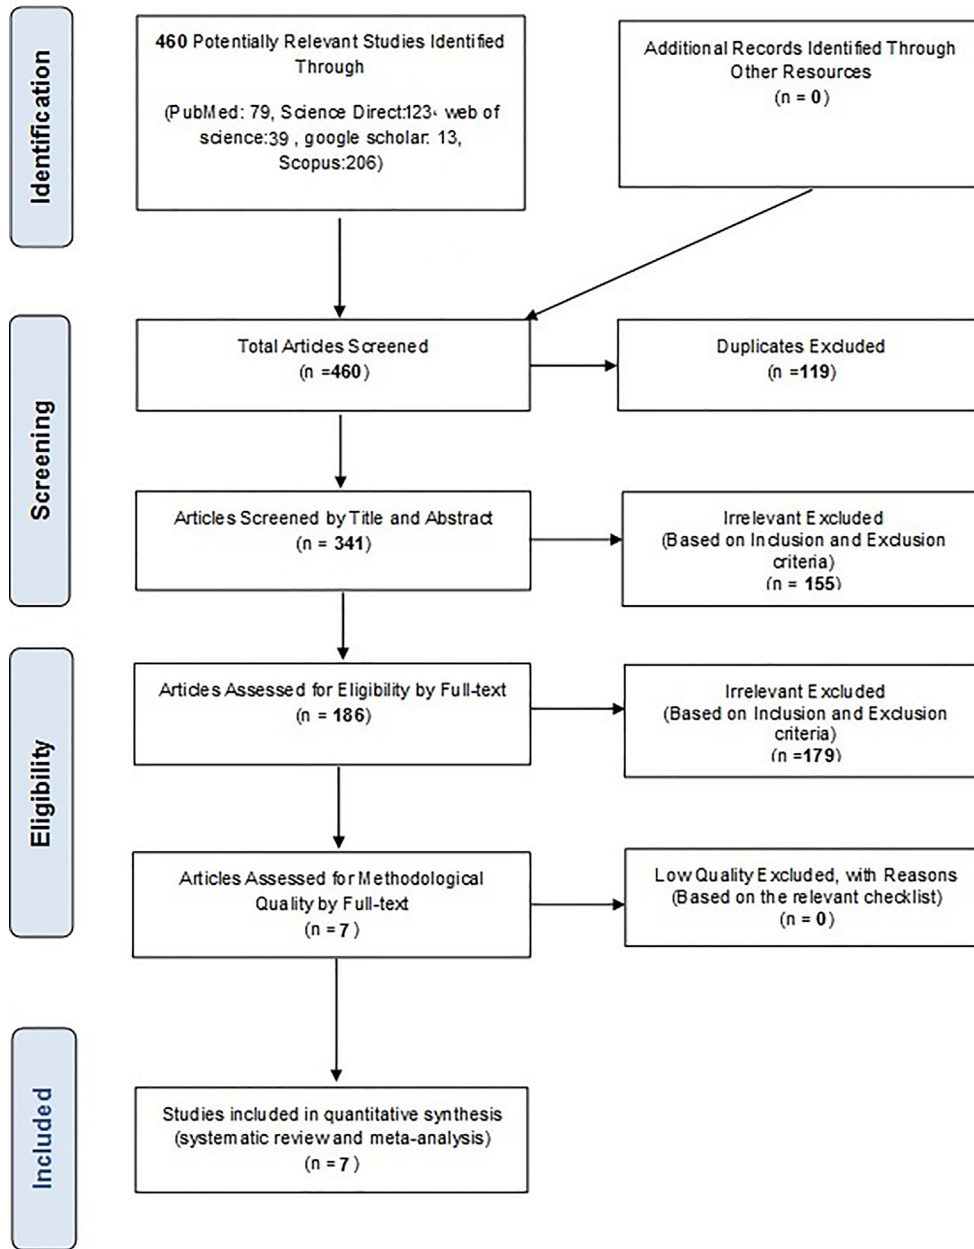 Identification
460 Potentially Relevant Studies Identified
Through
(PubMed: 79, Science Direct:123، web of
science:39 , google scholar: 13,
Scopus:206)
Additional Records Identified Through
Other Resources
(n = 0)
Screening
Total Articles Screened
(n =460)
Duplicates Excluded
(n =119)
Articles Screened by Title and Abstract
(n = 341)
Irrelevant Excluded
(Based on Inclusion and Exclusion
criteria)
(n = 155)
Eligibility
Articles Assessed for Eligibility by Full-text
(n = 186)
Irrelevant Excluded
(Based on Inclusion and Exclusion
criteria)
(n =179)
Articles Assessed for Methodological
Quality by Full-text
(n = 7)
Low Quality Excluded, with Reasons
(Based on the relevant checklist)
(n = 0)
Included
Studies included in quantitative synthesis
(systematic review and meta-analysis)
(n = 7)